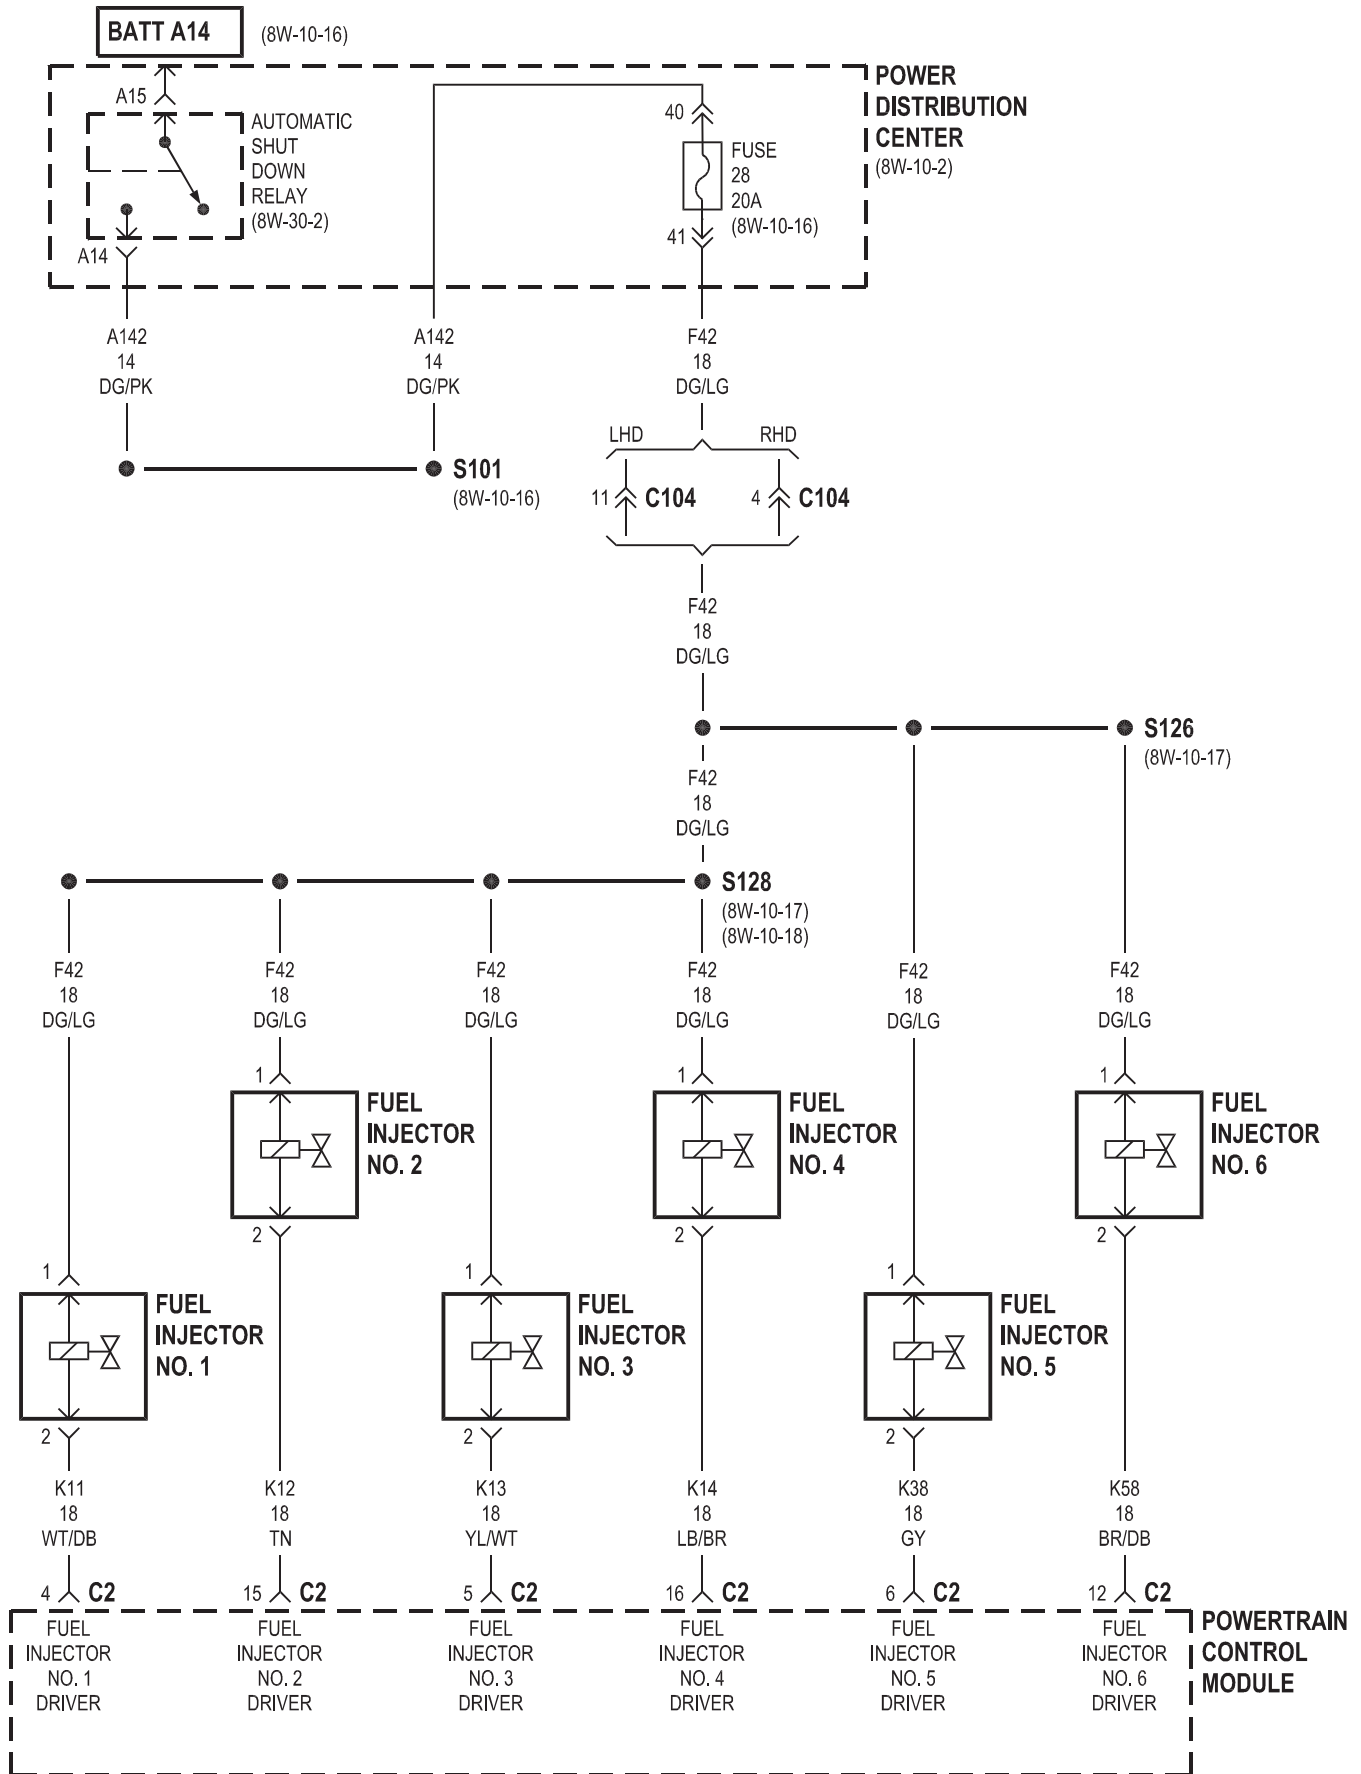 BATT A14 (8W-10-16)
POWER
DISTRIBUTION
CENTER
(8W-10-2)
A15
AUTOMATIC
SHUT
DOWN
RELAY
(8W-30-2)
A14
40
FUSE
28
20A
(8W-10-16)
41
A142
14
DG/PK
A142
14
DG/PK
F42
18
DG/LG
S101
(8W-10-16)
LHD RHD
11 C104 4 C104
F42
18
DG/LG
S126
(8W-10-17)
F42
18
DG/LG
S128
(8W-10-17)
(8W-10-18)
F42
18
DG/LG
F42
18
DG/LG
F42
18
DG/LG
F42
18
DG/LG
F42
18
DG/LG
F42
18
DG/LG
1
FUEL
INJECTOR
NO. 2
2
1
FUEL
INJECTOR
NO. 4
2
1
FUEL
INJECTOR
NO. 6
2
1
FUEL
INJECTOR
NO. 1
2
1
FUEL
INJECTOR
NO. 3
2
1
FUEL
INJECTOR
NO. 5
2
K11
18
WT/DB
K12
18
TN
K13
18
YL/WT
K14
18
LB/BR
K38
18
GY
K58
18
BR/DB
4 C2 15 C2 5 C2 16 C2 6 C2 12 C2
FUEL
INJECTOR
NO. 1
DRIVER
FUEL
INJECTOR
NO. 2
DRIVER
FUEL
INJECTOR
NO. 3
DRIVER
FUEL
INJECTOR
NO. 4
DRIVER
FUEL
INJECTOR
NO. 5
DRIVER
FUEL
INJECTOR
NO. 6
DRIVER
POWERTRAIN
CONTROL
MODULE